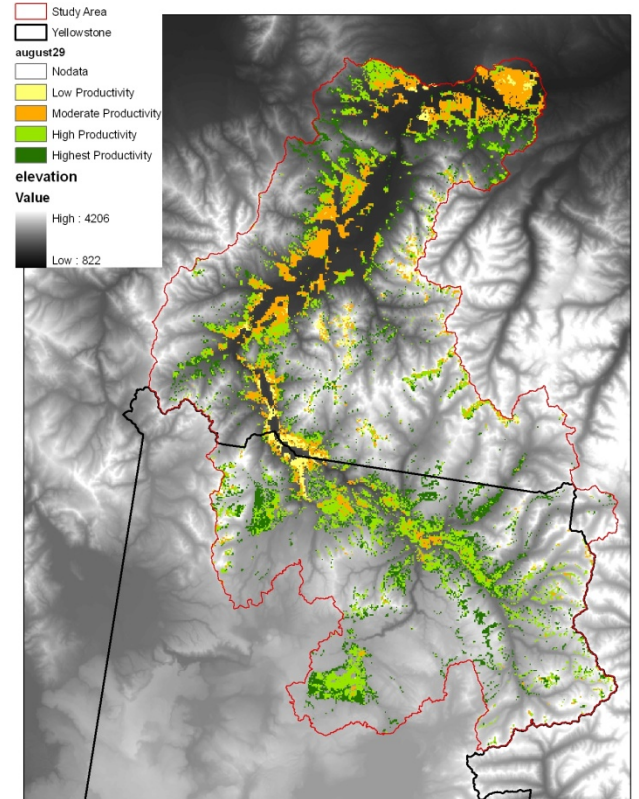 Study Area
Yellowstone
august29
Nodata
Low Productivity
Moderate Productivity
High Productivity
Highest Productivity
elevation
Value
High : 4206
Low : 822